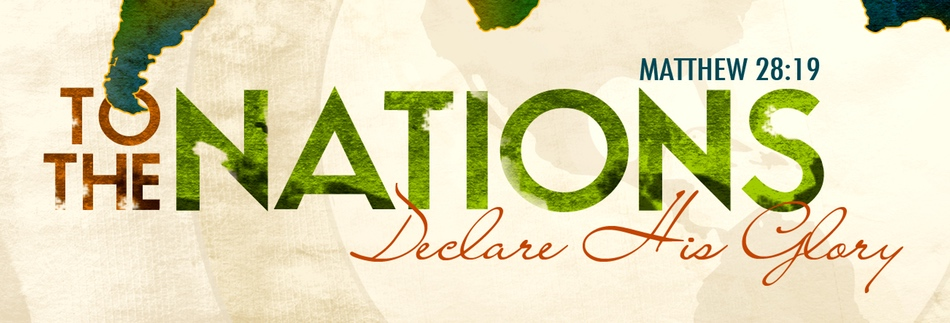 MATTHEW 28:19
TO THE NATIONS
Declare His Glory